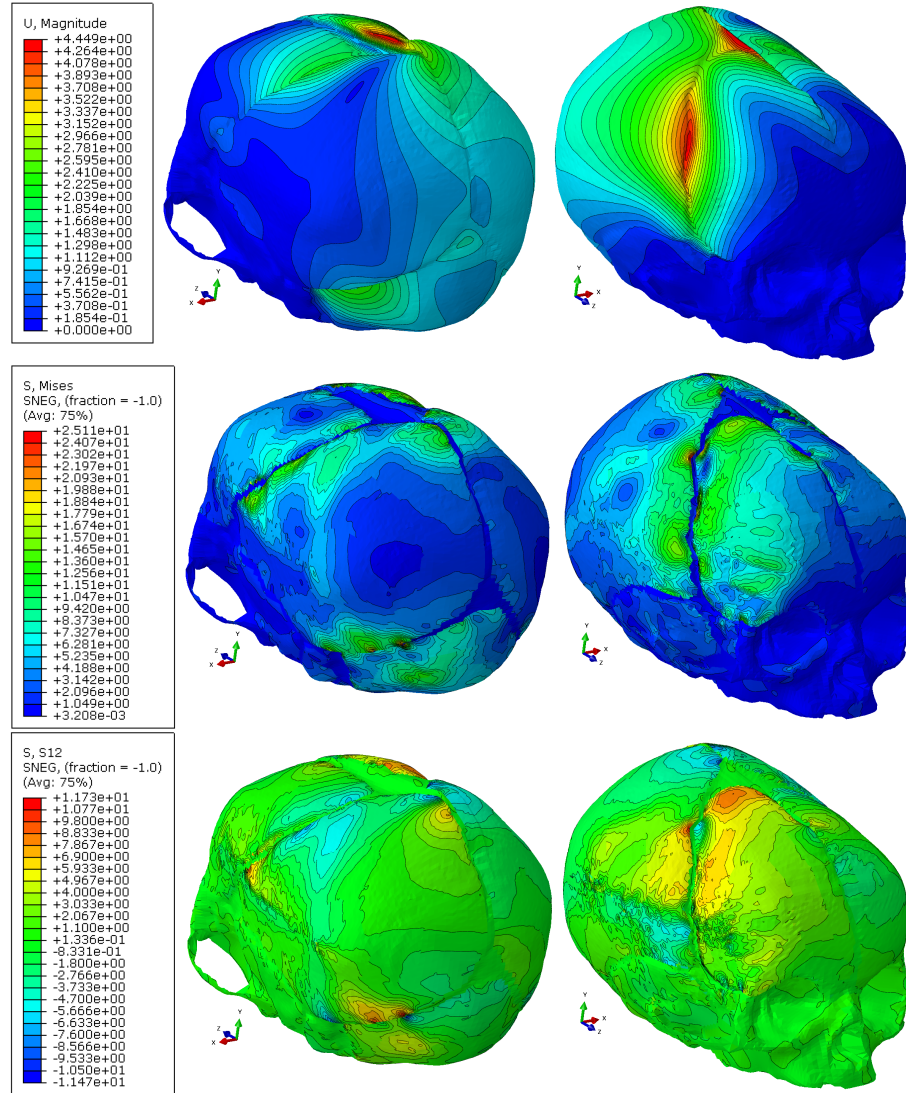 U, Magnitude
+4.449e+00
+4.264e+00
+4.078e+00
+3.893e+00
+3.708e+00
+3.522e+00
+3.337e+00
+3.152e+00
+2.966e+00
+2.781e+00
+2.595e+00
+2.410e+00
+2.225e+00
+2.039e+00
+1.854e+00
+1.668e+00
+1.483e+00
+1.298e+00
+1.112e+00
+9.269e-01
+7.415e-01
+5.562e-01
+3.708e-01
+1.854e-01
+0.000e+00
Y
Z
X
Y
X
Z
S, Mises
SNEG, (fraction = -1.0)
(Avg: 75%)
+2.511e+01
+2.407e+01
+2.302e+01
+2.197e+01
+2.093e+01
+1.988e+01
+1.884e+01
+1.779e+01
+1.674e+01
+1.570e+01
+1.465e+01
+1.360e+01
+1.256e+01
+1.151e+01
+1.047e+01
+9.420e+00
+8.373e+00
+7.327e+00
+6.281e+00
+5.235e+00
+4.188e+00
+3.142e+00
+2.096e+00
+1.049e+00
+3.208e-03
Y
Z
X
Y
X
Z
S, S12
SNEG, (fraction = -1.0)
(Avg: 75%)
+1.173e+01
+1.077e+01
+9.800e+00
+8.833e+00
+7.867e+00
+6.900e+00
+5.933e+00
+4.967e+00
+4.000e+00
+3.033e+00
+2.067e+00
+1.100e+00
+1.336e-01
-8.331e-01
-1.800e+00
-2.766e+00
-3.733e+00
-4.700e+00
-5.666e+00
-6.633e+00
-7.600e+00
-8.566e+00
-9.533e+00
-1.050e+01
-1.147e+01
Y
Z
X
Y
X
Z